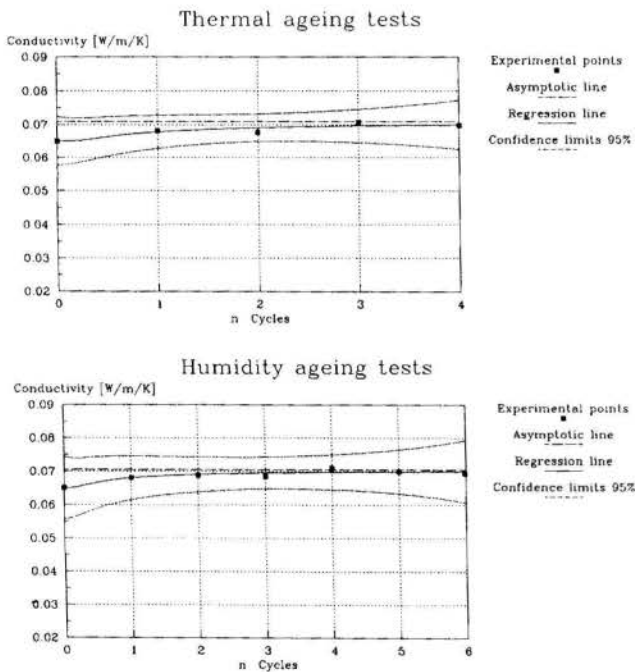 Thermal ageing tests
Conductivity [W/m/K]
0.09
0.08
0.07
0.06
0.05
0.04
0.03
0.02
0 1 2 3 4
n Cycles
Experimental points
Asymptotic line
Regression line
Confidence limits 95%
Humidity ageing tests
Conductivity [W/m/K]
0.09
0.08
0.07
0.06
0.05
0.04
0.03
0.02
0 1 2 3 4 5 6
n Cycles
Experimental points
Asymptotic line
Regression line
Confidence limits 95%